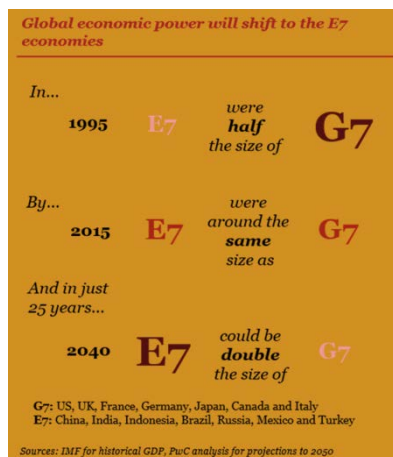 Global economic power will shift to the E7
economies
In...
1995 E7 were
half
the size of G7
By...
2015 E7 were
around the
same
size as G7
And in just
25 years...
2040 E7 could be
double
the size of G7
G7: US, UK, France, Germany, Japan, Canada and Italy
E7: China, India, Indonesia, Brazil, Russia, Mexico and Turkey
Sources: IMF for historical GDP, PwC analysis for projections to 2050